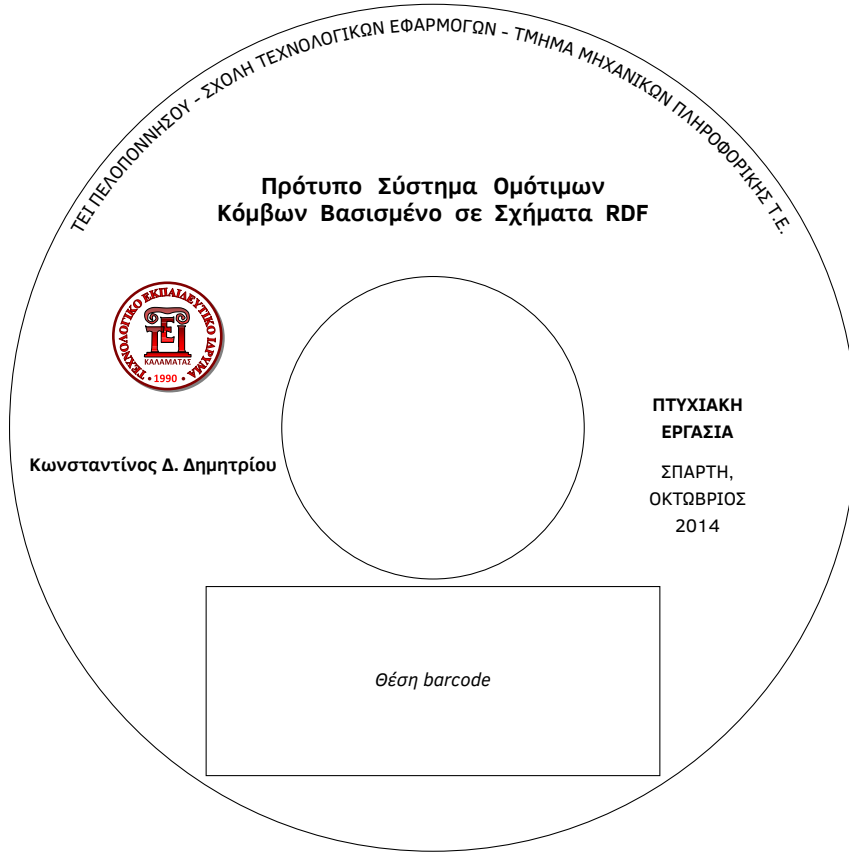 ΤΕΙ ΠΕΛΟΠΟΝΝΗΣΟΥ - ΣΧΟΛΗ ΤΕΧΝΟΛΟΓΙΚΩΝ ΕΦΑΡΜΟΓΩΝ - ΤΜΗΜΑ ΜΗΧΑΝΙΚΩΝ ΠΛΗΡΟΦΟΡΙΚΗΣ Τ.Ε.
Πρότυπο Σύστημα Ομότιμων
Κόμβων Βασισμένο σε Σχήματα RDF
ΤΕΧΝΟΛΟΓΙΚΟ ΕΚΠΑΙΔΕΥΤΙΚΟ ΙΔΡΥΜΑ
ΤΕΙ
ΚΑΛΑΜΑΤΑΣ
• 1990 •
Κωνσταντίνος Δ. Δημητρίου
ΠΤΥΧΙΑΚΗ
ΕΡΓΑΣΙΑ
ΣΠΑΡΤΗ,
ΟΚΤΩΒΡΙΟΣ
2014
Θέση barcode